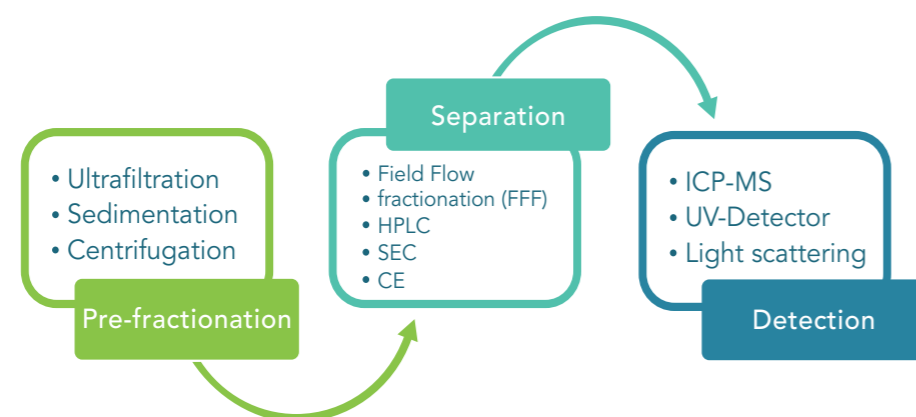 • Ultrafiltration
• Sedimentation
• Centrifugation
Pre-fractionation
Separation
• Field Flow
• fractionation (FFF)
• HPLC
• SEC
• CE
• ICP-MS
• UV-Detector
• Light scattering
Detection